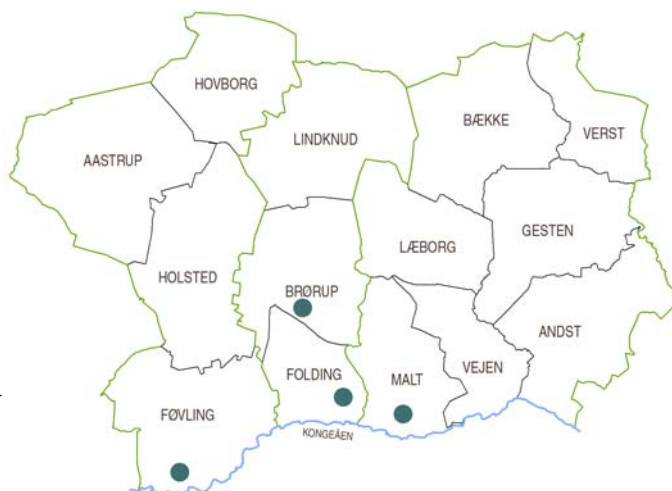 HOVBORG
LINDKNUD
BÆKKE
VERST
AASTRUP
GESTEN
LÆBORG
HOLSTED
BRØRUP
ANDST
VEJEN
FOLDING
MALT
FØVLING
KONGEÅEN